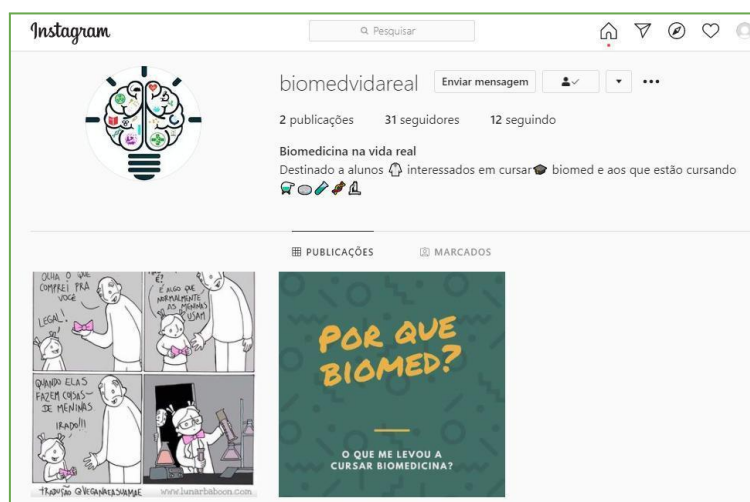 Instagram
Pesquisar
biomedvidareal Enviar mensagem
2 publicações 31 seguidores 12 seguindo
Biomedicina na vida real
Destinado a alunos interessados em cursar biomed e aos que estão cursando
PUBLICAÇÕES MARCADOS
OLHA O QUE
COMPREI PRA
VOCÊ
LEGAL!
É!
É ALGO QUE
NORMALMENTE
AS MENINAS
USAM
QUANDO ELAS
FAZEM COISAS
DE MENINAS
IRADO!!!
TRADUSÃO @VEGANAEASUAMAE www.lunarbaboon.com
POR QUE
BIOMED?
O QUE ME LEVOU A
CURSAR BIOMEDICINA?